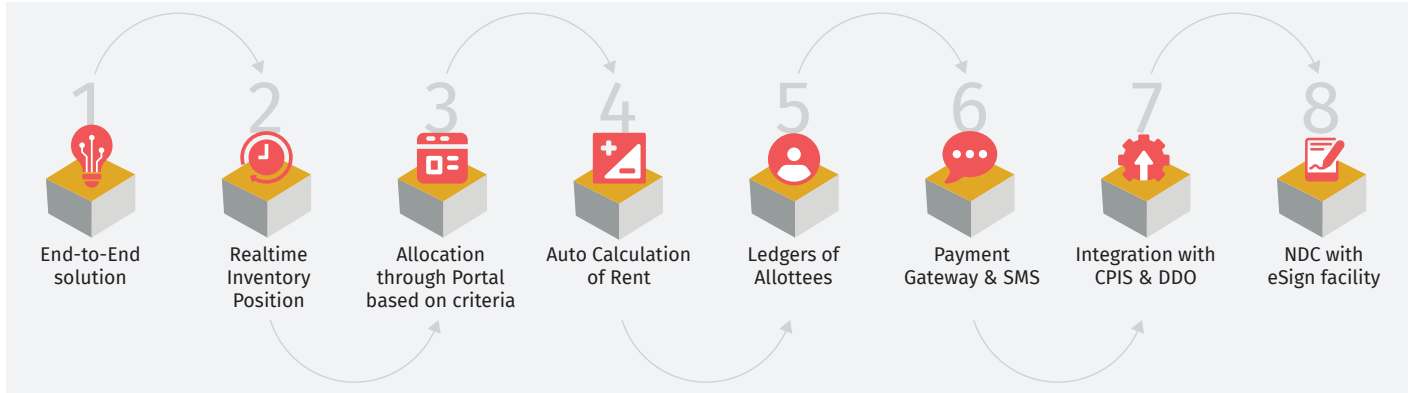 1
End-to-End
solution
2
Realtime
Inventory
Position
3
Allocation
through Portal
based on criteria
4
Auto Calculation
of Rent
5
Ledgers of
Allottees
6
Payment
Gateway & SMS
7
Integration with
CPIS & DDO
8
NDC with
eSign facility